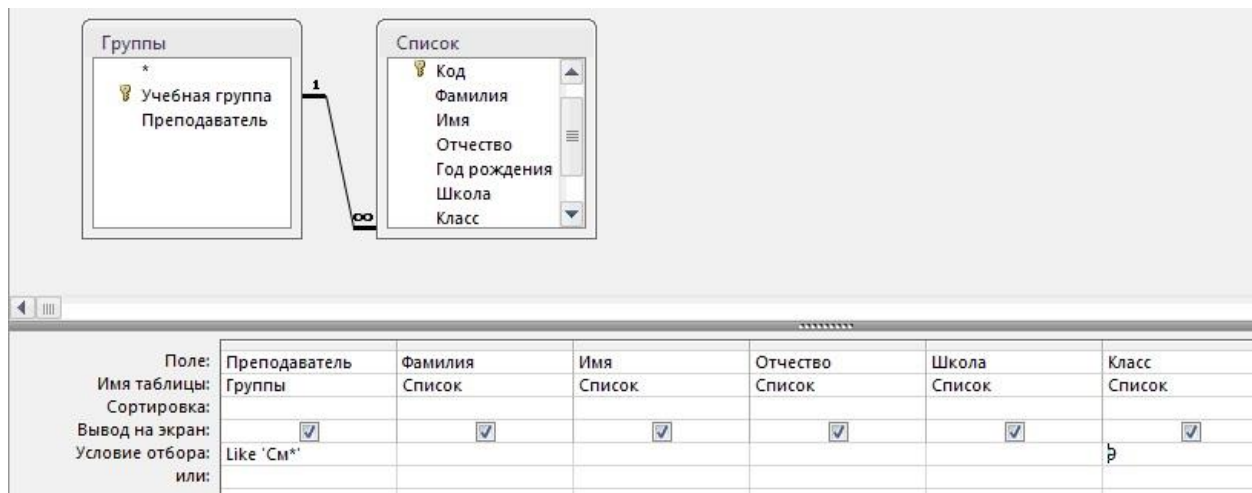 Группы
*
Учебная группа
Преподаватель
1
∞
Список
Код
Фамилия
Имя
Отчество
Год рождения
Школа
Класс
Поле: Преподаватель Фамилия Имя Отчество Школа Класс
Имя таблицы: Группы Список Список Список Список Список
Сортировка:
Вывод на экран:
Условие отбора: Like 'См*' 9
или: